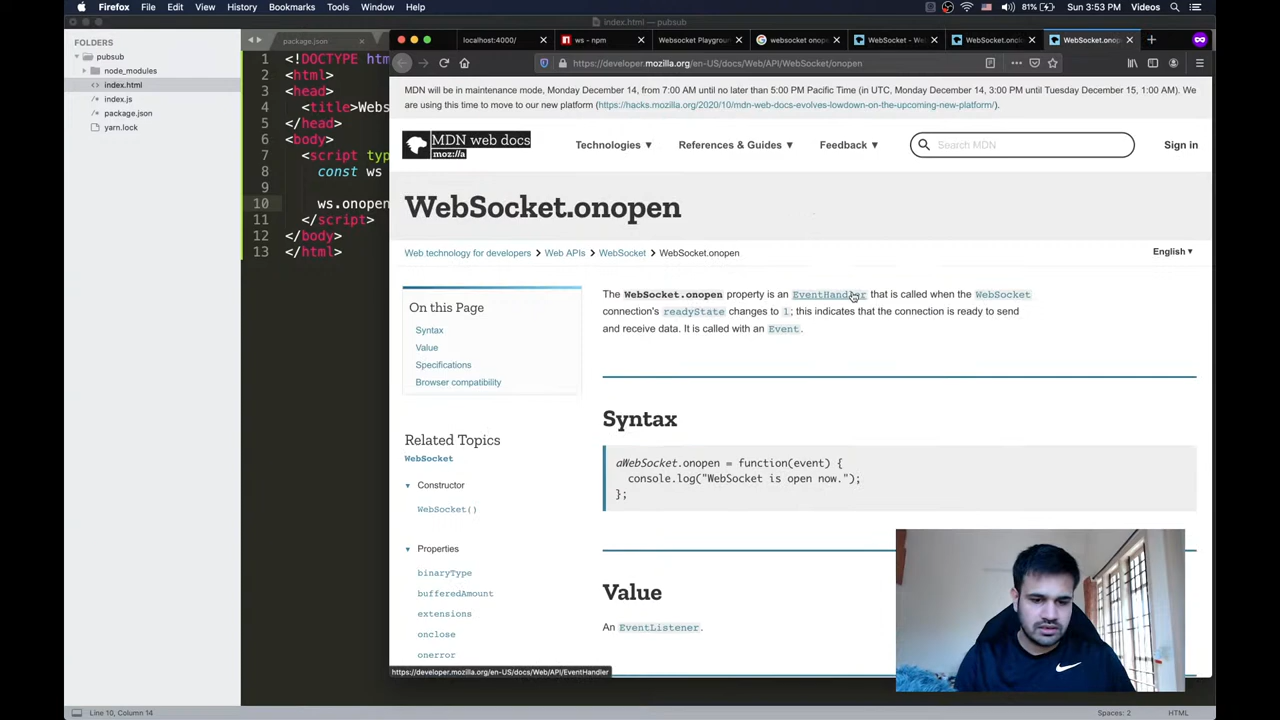 Firefox File Edit View History Bookmarks Tools Window Help
81% Sun 3:53 PM Videos
index.html — pubsub
FOLDERS
pubsub
node_modules
index.html
index.js
package.json
yarn.lock
package.json
1 <!DOCTYPE htm
2 <html>
3 <head>
4 <title>Webs
5 </head>
6 <body>
7 <script typ
8 const ws
9
10 ws.onopen
11 </script>
12 </body>
13 </html>
localhost:4000/
ws - npm
Websocket Playgroun
websocket onop
WebSocket - We
WebSocket.onc
WebSocket.onop
https://developer.mozilla.org/en-US/docs/Web/API/WebSocket/onopen
MDN will be in maintenance mode, Monday December 14, from 7:00 AM until no later than 5:00 PM Pacific Time (in UTC, Monday December 14, 3:00 PM until Tuesday December 15, 1:00 AM). We
are using this time to move to our new platform (https://hacks.mozilla.org/2020/10/mdn-web-docs-evolves-lowdown-on-the-upcoming-new-platform/).
MDN web docs
moz://a
Technologies ▼ References & Guides ▼ Feedback ▼
Search MDN
Sign in
WebSocket.onopen
Web technology for developers > Web APIs > WebSocket > WebSocket.onopen
English ▼
On this Page
Syntax
Value
Specifications
Browser compatibility
Related Topics
WebSocket
Constructor
WebSocket()
Properties
binaryType
bufferedAmount
extensions
onclose
onerror
The WebSocket.onopen property is an EventHandler that is called when the WebSocket
connection's readyState changes to 1; this indicates that the connection is ready to send
and receive data. It is called with an Event.
Syntax
aWebSocket.onopen = function(event) {
console.log("WebSocket is open now.");
};
Value
An EventListener.
https://developer.mozilla.org/en-US/docs/Web/API/EventHandler
Line 10, Column 14
Spaces: 2
HTML